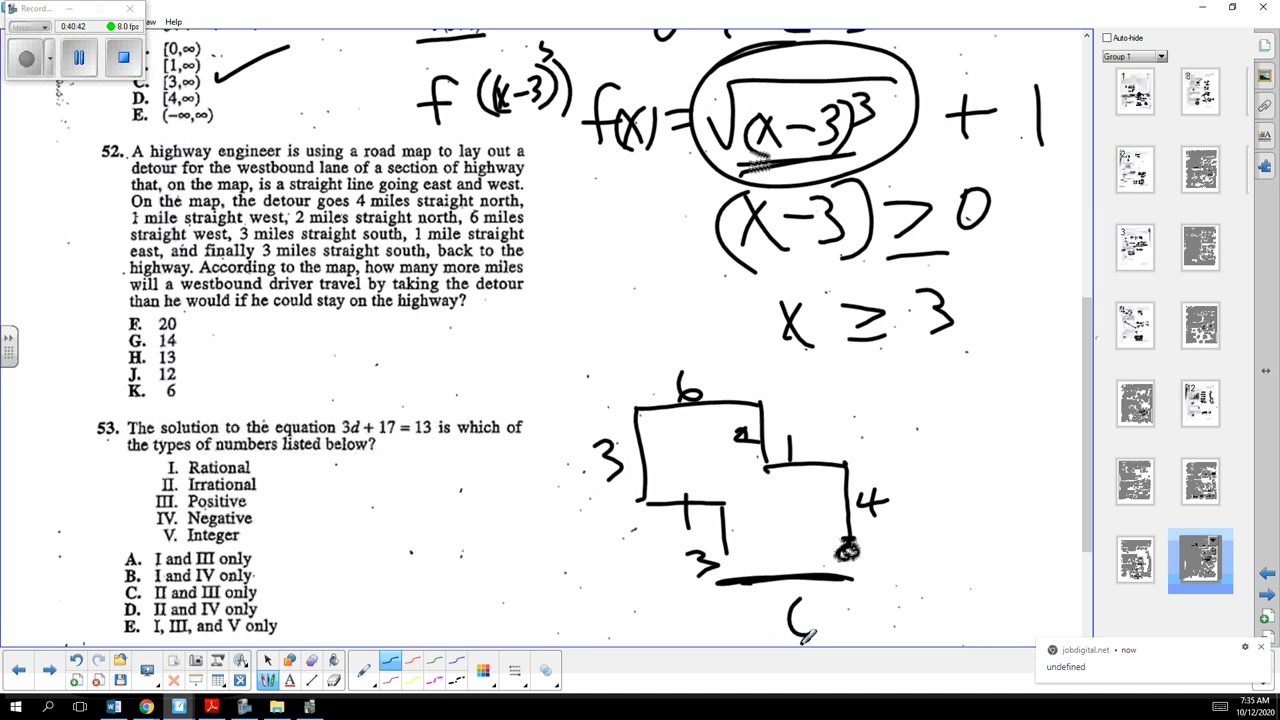 Record...
0:40:42
8.0 fps
Help
Auto-hide
Group 1
[0,∞)
[1,∞)
C. [3,∞)
D. [4,∞)
E. (−∞,∞)
f((x−3)³)
f(x)=√(x−3)³ + 1
(x−3) ≥ 0
x ≥ 3
52. A highway engineer is using a road map to lay out a
detour for the westbound lane of a section of highway
that, on the map, is a straight line going east and west.
On the map, the detour goes 4 miles straight north,
1 mile straight west, 2 miles straight north, 6 miles
straight west, 3 miles straight south, 1 mile straight
east, and finally 3 miles straight south, back to the
highway. According to the map, how many more miles
will a westbound driver travel by taking the detour
than he would if he could stay on the highway?
F. 20
G. 14
H. 13
J. 12
K. 6
6
2
1
3
4
1
3
53. The solution to the equation 3d + 17 = 13 is which of
the types of numbers listed below?
I. Rational
II. Irrational
III. Positive
IV. Negative
V. Integer
A. I and III only
B. I and IV only
C. II and III only
D. II and IV only
E. I, III, and V only
1
8
2
3
4
12
jobdigital.net • now
undefined
A
7:35 AM
10/12/2020